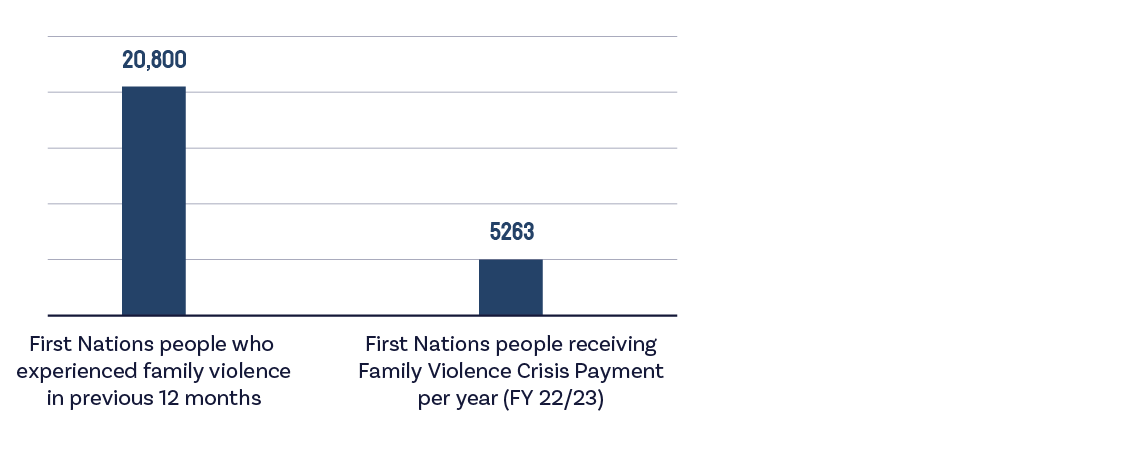 20,800
5263
First Nations people who
experienced family violence
in previous 12 months
First Nations people receiving
Family Violence Crisis Payment
per year (FY 22/23)